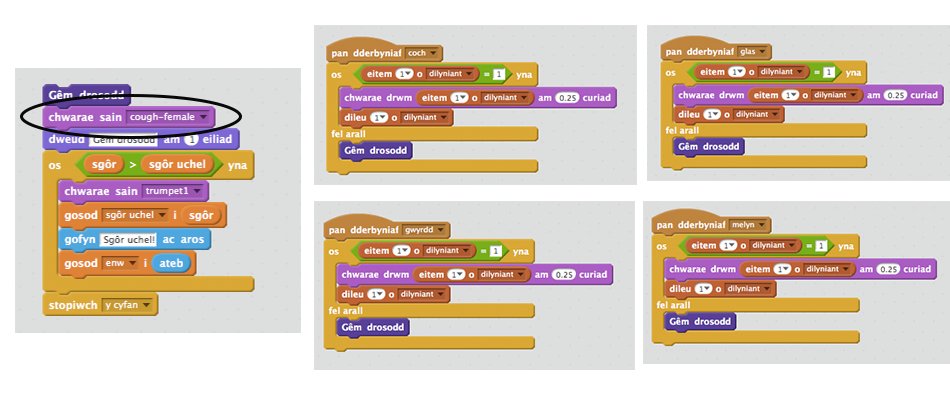 Gêm drosodd
chwarae sain cough-female
dweud Gêm drosodd am 1 eiliad
os sgôr > sgôr uchel yna
chwarae sain trumpet1
gosod sgôr uchel i sgôr
gofyn Sgôr uchel! ac aros
gosod enw i ateb
stopiwch y cyfan
pan dderbyniaf coch
os eitem 1 o dilyniant = 1 yna
chwarae drwm eitem 1 o dilyniant am 0.25 curiad
dileu 1 o dilyniant
fel arall
Gêm drosodd
pan dderbyniaf glas
os eitem 1 o dilyniant = 1 yna
chwarae drwm eitem 1 o dilyniant am 0.25 curiad
dileu 1 o dilyniant
fel arall
Gêm drosodd
pan dderbyniaf gwyrdd
os eitem 1 o dilyniant = 1 yna
chwarae drwm eitem 1 o dilyniant am 0.25 curiad
dileu 1 o dilyniant
fel arall
Gêm drosodd
pan dderbyniaf melyn
os eitem 1 o dilyniant = 1 yna
chwarae drwm eitem 1 o dilyniant am 0.25 curiad
dileu 1 o dilyniant
fel arall
Gêm drosodd